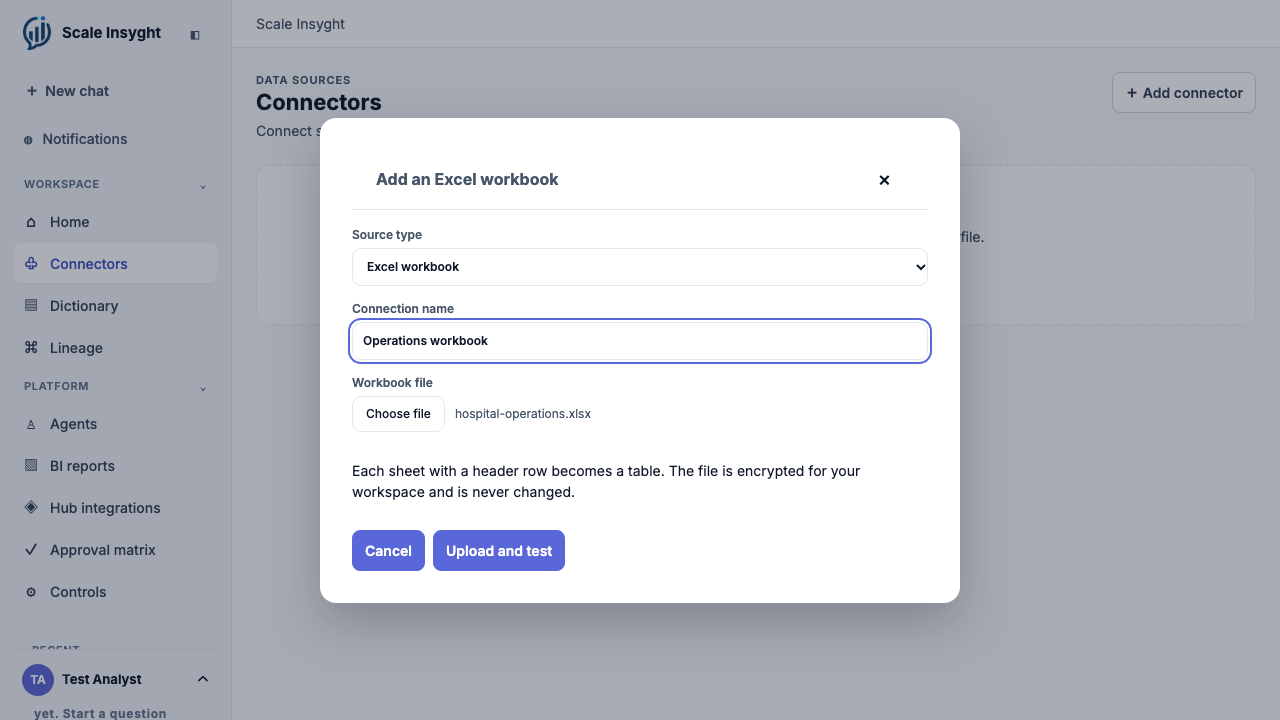 Scale Insyght
New chat
Notifications
WORKSPACE
Home
Connectors
Dictionary
Lineage
PLATFORM
Agents
BI reports
Hub integrations
Approval matrix
Controls
TA
Test Analyst
yet. Start a question
Scale Insyght
DATA SOURCES
Connectors
Connect s
+ Add connector
file.
Add an Excel workbook
Source type
Excel workbook
Connection name
Operations workbook
Workbook file
Choose file hospital-operations.xlsx
Each sheet with a header row becomes a table. The file is encrypted for your
workspace and is never changed.
Cancel Upload and test